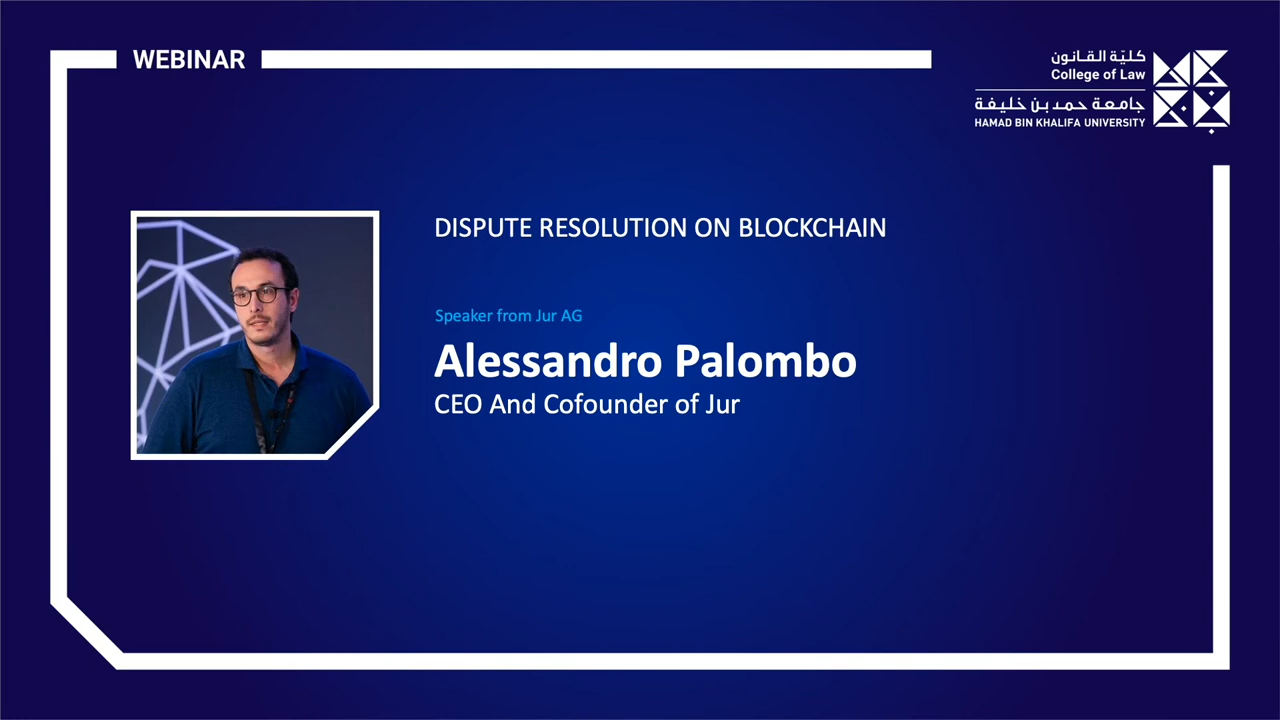 WEBINAR
كليّة القانون
College of Law
جامعة حمد بن خليفة
HAMAD BIN KHALIFA UNIVERSITY
DISPUTE RESOLUTION ON BLOCKCHAIN
Speaker from Jur AG
Alessandro Palombo
CEO And Cofounder of Jur